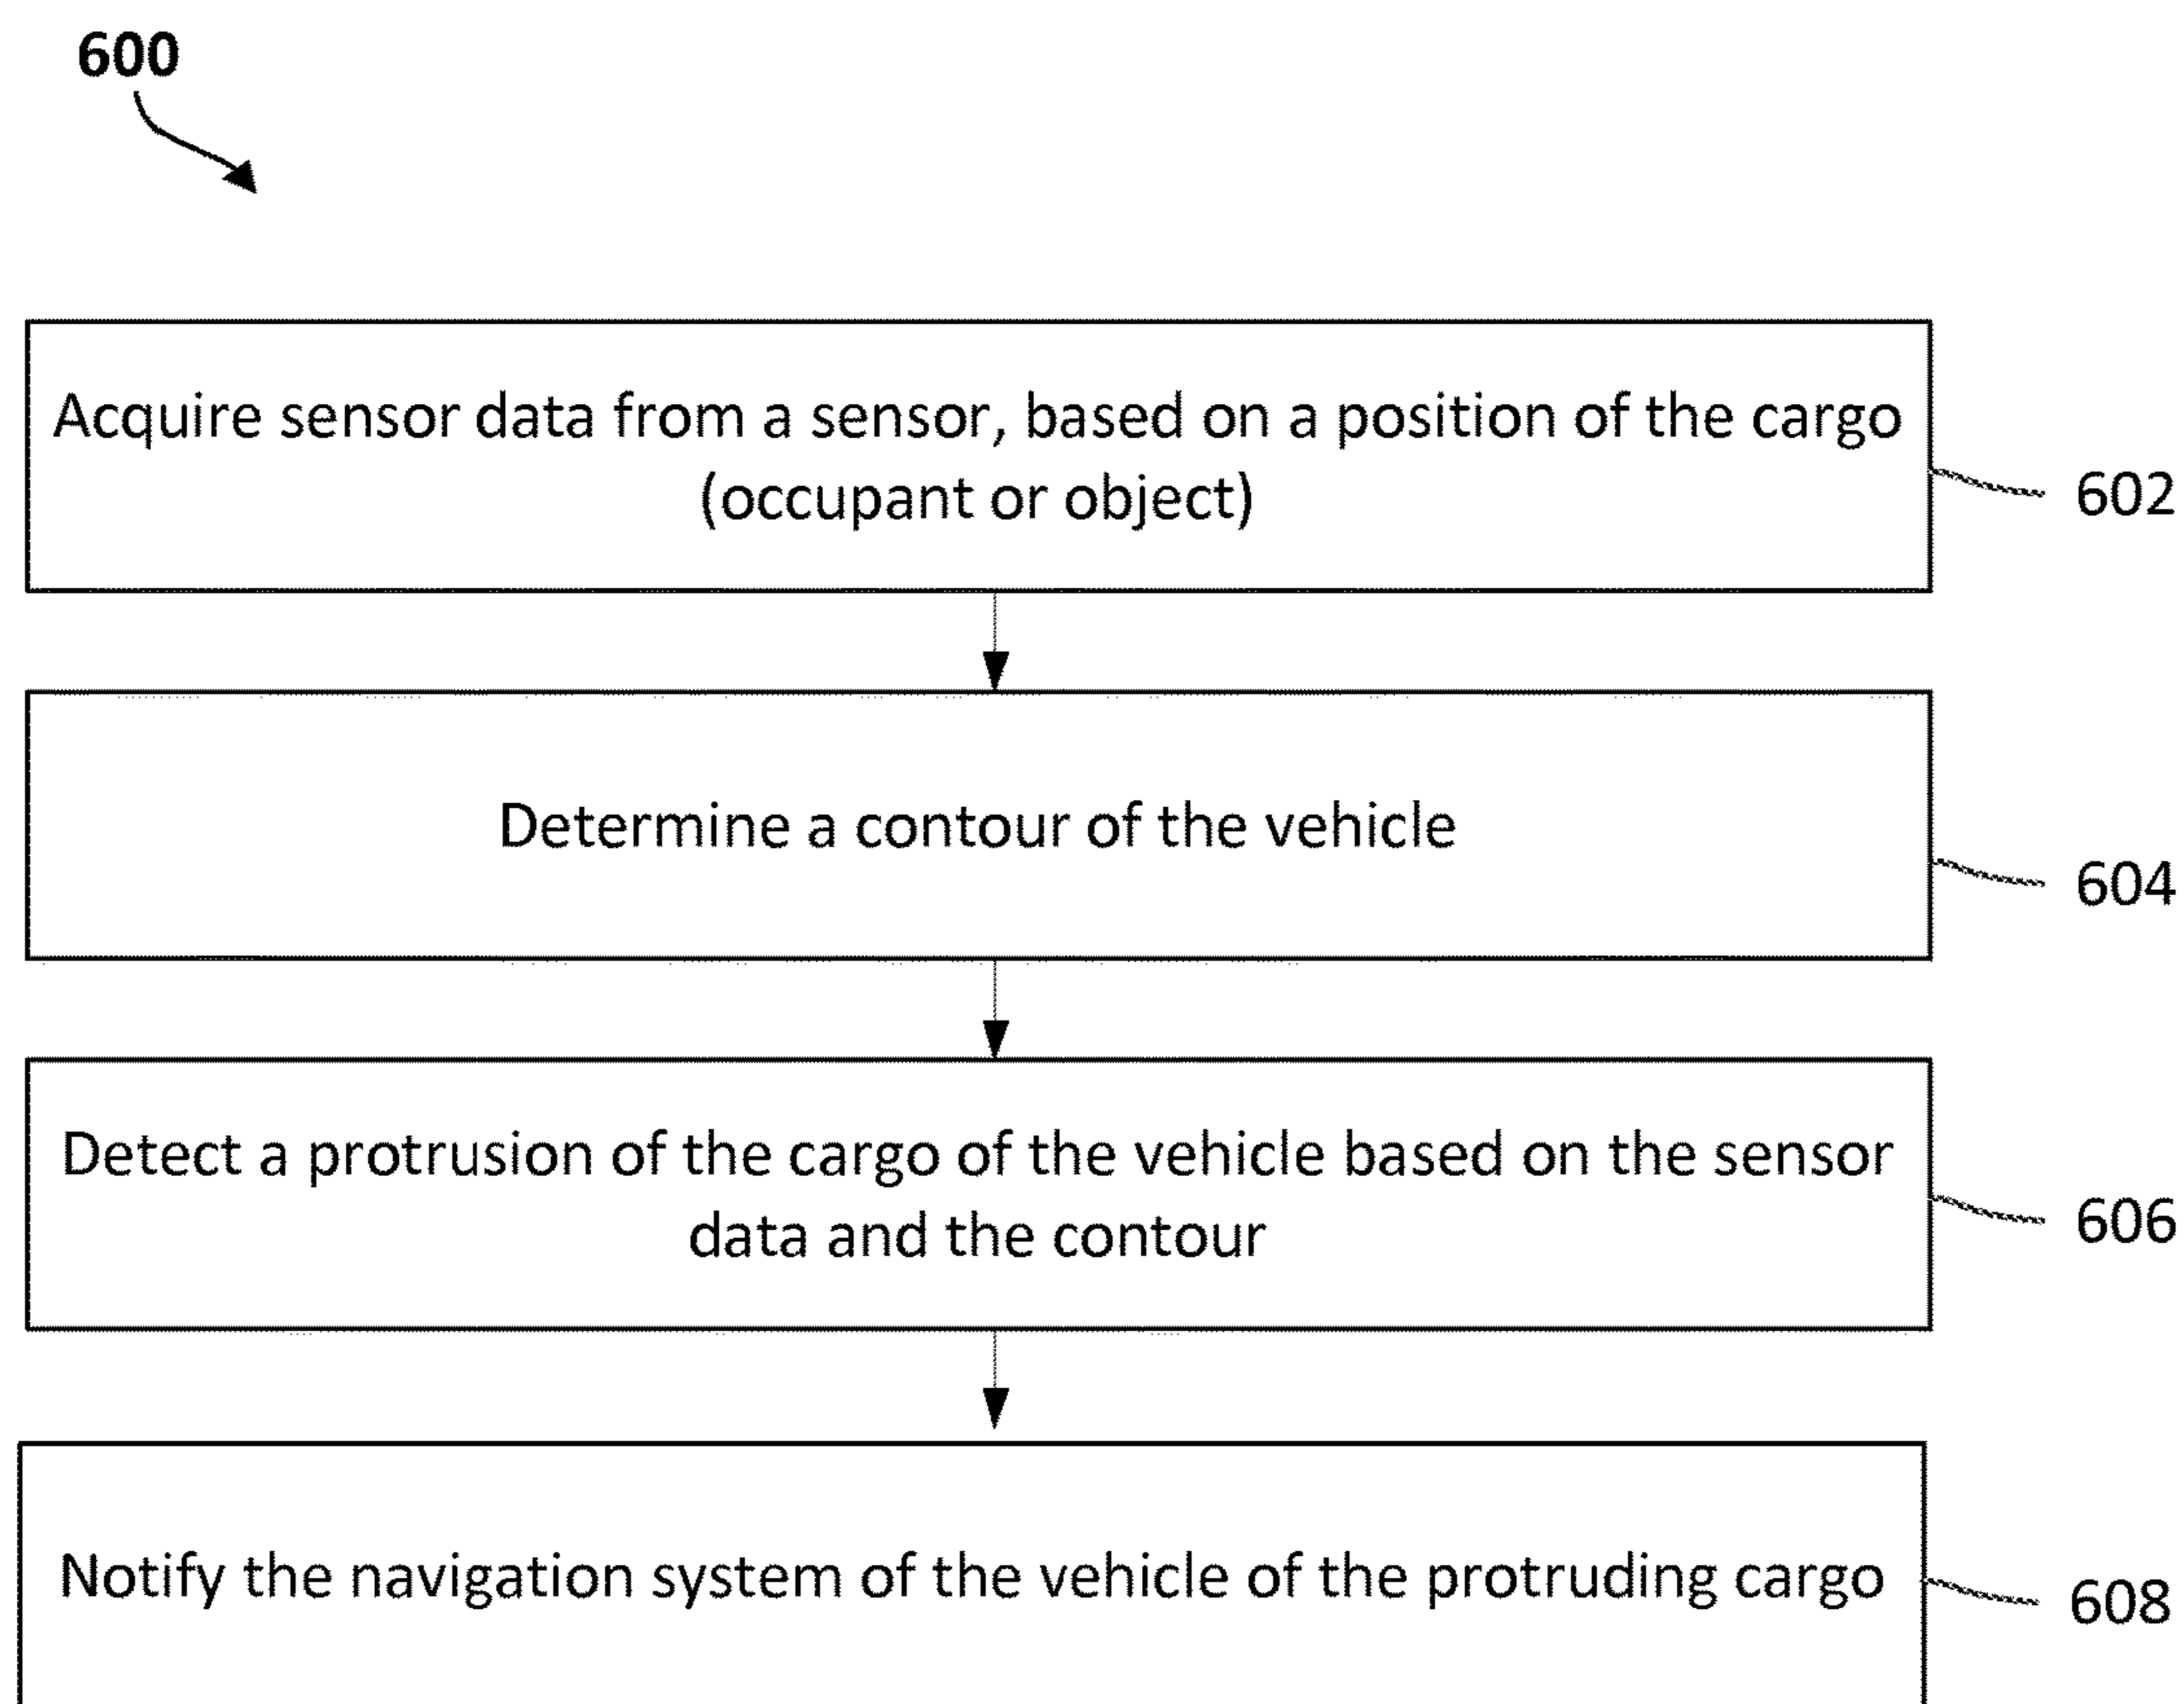 600
Acquire sensor data from a sensor, based on a position of the cargo
(occupant or object)
602
Determine a contour of the vehicle
604
Detect a protrusion of the cargo of the vehicle based on the sensor
data and the contour
606
Notify the navigation system of the vehicle of the protruding cargo
608